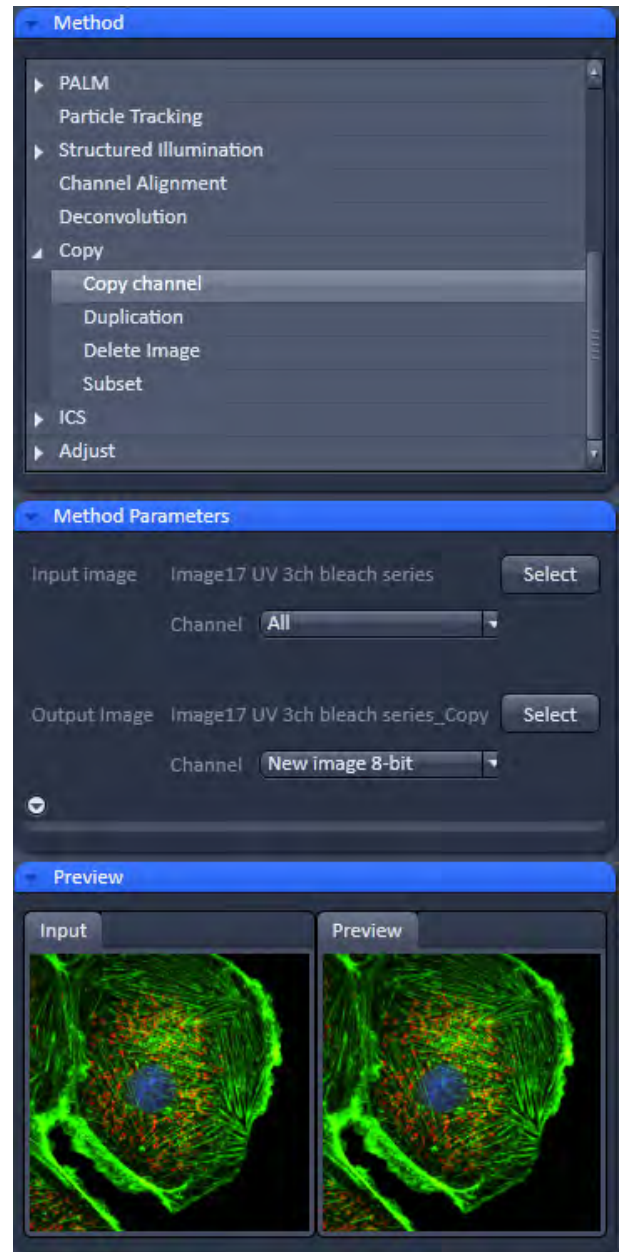 Method
PALM
Particle Tracking
Structured Illumination
Channel Alignment
Deconvolution
Copy
Copy channel
Duplication
Delete Image
Subset
ICS
Adjust
Method Parameters
Input image Image17 UV 3ch bleach series Select
Channel All
Output Image Image17 UV 3ch bleach series_Copy Select
Channel New image 8-bit
Preview
Input Preview